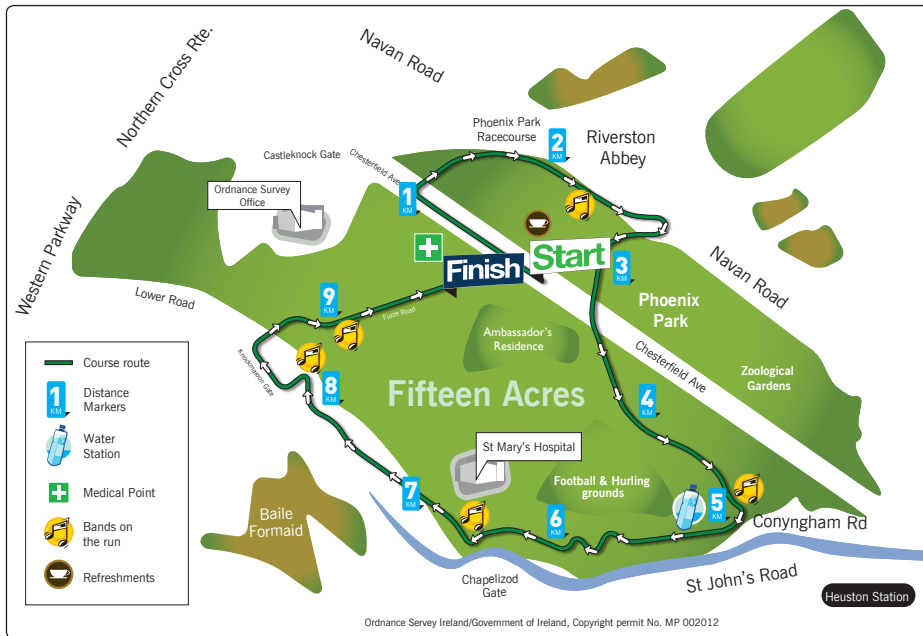 Navan Road
Northern Cross Rte.
Western Parkway
Phoenix Park
Racecourse
2
KM
Riverston
Abbey
Castleknock Gate
Chesterfield Ave
1
KM
Ordnance Survey
Office
Start
Finish
3
KM
Navan Road
Phoenix
Park
Lower Road
9
KM
Furze Road
Ambassador's
Residence
Chesterfield Ave
Zoological
Gardens
Knockmaroon Gate
8
KM
Fifteen Acres
4
KM
St Mary's Hospital
Football & Hurling
grounds
7
KM
6
KM
5
KM
Conyngham Rd
St John's Road
Baile
Formaid
Chapelizod
Gate
Heuston Station
Course route
1
KM
Distance
Markers
Water
Station
Medical Point
Bands on
the run
Refreshments
Ordnance Servey Ireland/Government of Ireland, Copyright permit No. MP 002012